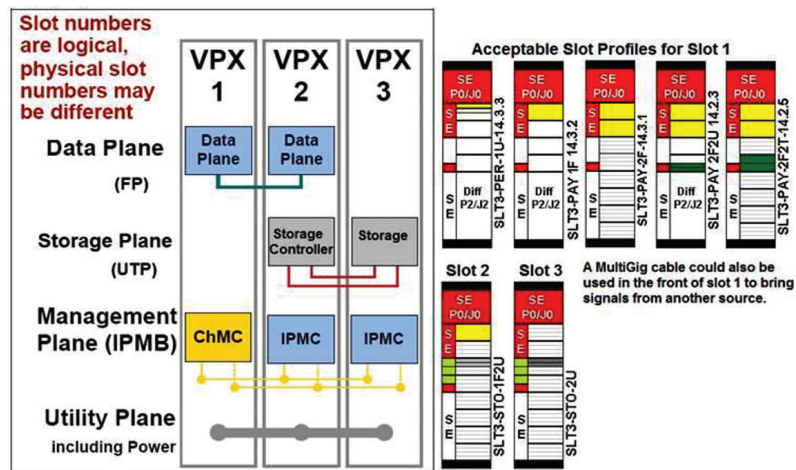 Slot numbers
are logical,
physical slot
numbers may
be different
VPX
1
VPX
2
VPX
3
Data Plane
(FP)
Data
Plane
Data
Plane
Storage Plane
(UTP)
Storage
Controller
Storage
Management
Plane (IPMB)
ChMC
IPMC
IPMC
Utility Plane
including Power
Acceptable Slot Profiles for Slot 1
SE
P0/J0
S
E
Diff
P2/J2
S
E
SLT3-PER-1U-14.3.3
SE
P0/J0
S
E
Diff
P2/J2
S
E
SLT3-PAY 1F 14.3.2
SE
P0/J0
S
E
S
E
SLT3-PAY-2F-14.3.1
SE
P0/J0
S
E
Diff
P2/J2
S
E
SLT3-PAY 2F2U 14.2.3
SE
P0/J0
S
E
S
E
SLT3-PAY-2F2T-14.2.5
Slot 2
SE
P0/J0
S
E
S
E
SLT3-STO-1F2U
Slot 3
SE
P0/J0
S
E
S
E
SLT3-STO-2U
A MultiGig cable could also be
used in the front of slot 1 to bring
signals from another source.